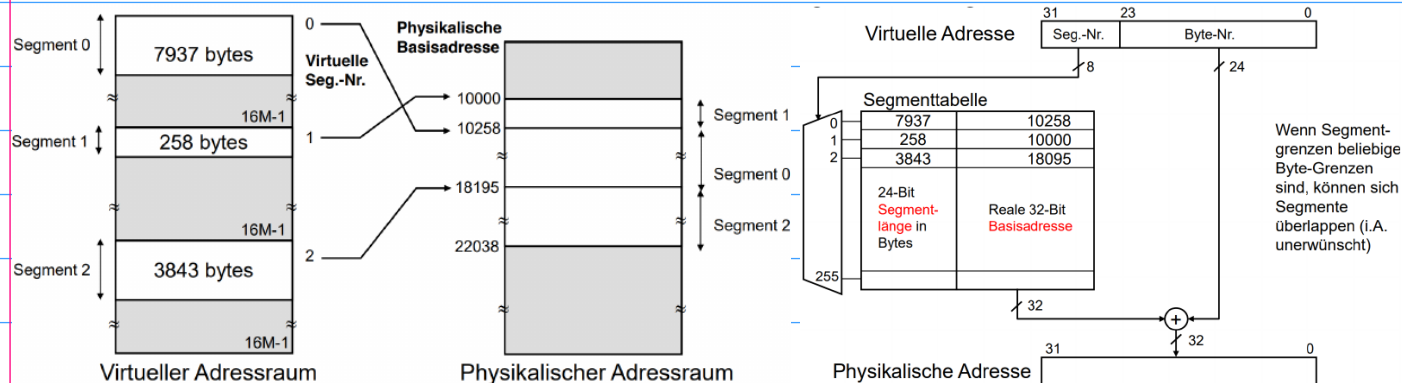 Segment 0
7937 bytes
16M-1
Segment 1
258 bytes
16M-1
Segment 2
3843 bytes
16M-1
Virtueller Adressraum
0
Virtuelle
Seg.-Nr.
1
2
Physikalische
Basisadresse
10000
10258
18195
22038
Segment 1
Segment 0
Segment 2
Physikalischer Adressraum
31
23
0
Virtuelle Adresse
Seg.-Nr.
Byte-Nr.
8
24
Segmenttabelle
0
7937
10258
1
258
10000
2
3843
18095
24-Bit
Segment-
länge in
Bytes
Reale 32-Bit
Basisadresse
255
32
+
32
31
0
Physikalische Adresse
Wenn Segment-
grenzen beliebige
Byte-Grenzen
sind, können sich
Segmente
überlappen (i.A.
unerwünscht)